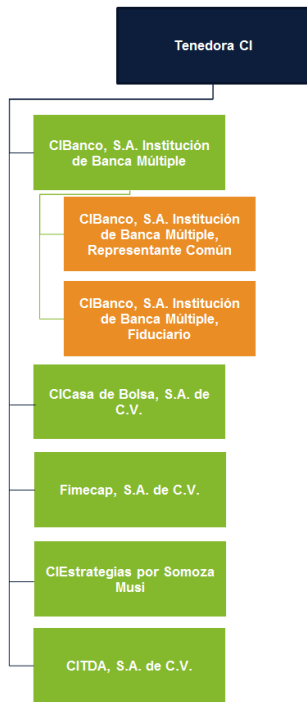 Tenedora CI
CIBanco, S.A. Institución
de Banca Múltiple
CIBanco, S.A. Institución
de Banca Múltiple,
Representante Común
CIBanco, S.A. Institución
de Banca Múltiple,
Fiduciario
CICasa de Bolsa, S.A. de
C.V.
Fimecap, S.A. de C.V.
CIEstrategias por Somoza
Musi
CITDA, S.A. de C.V.